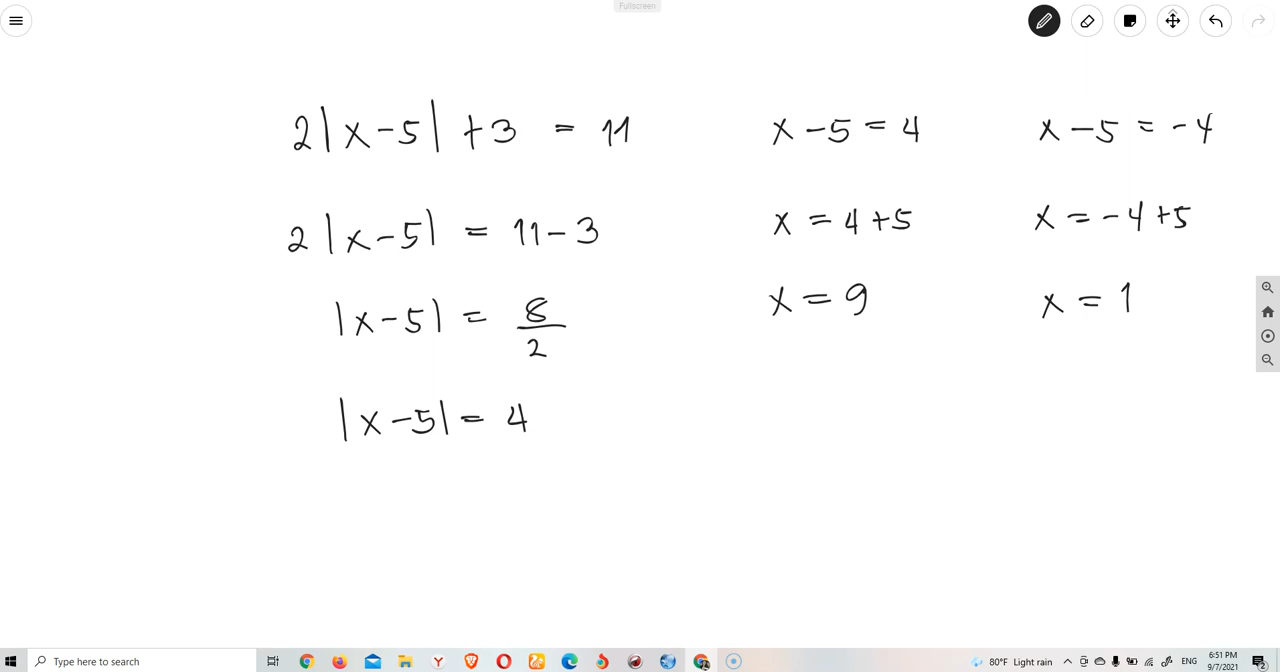 Fullscreen
2|x-5| +3 = 11
2|x-5| = 11-3
|x-5| = 8/2
|x-5| = 4
x-5 = 4
x = 4+5
x = 9
x-5 = -4
x = -4+5
x = 1
Type here to search
80°F Light rain
ENG
6:51 PM
9/7/2021
2